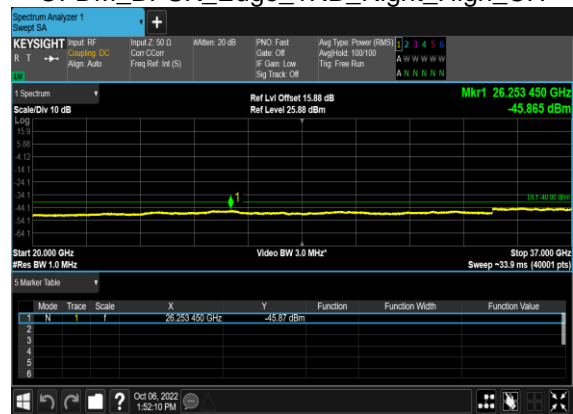 OFDM_BPSK_Edge_1RB_Right_High_CH
Spectrum Analyzer 1
Swept SA
+
KEYSIGHT Input: RF Input Z: 50 Ω #Atten: 20 dB PNO: Fast Avg Type: Power (RMS) 1 2 3 4 5 6
R T Coupling: DC Corr CCorr Gate: Off Avg|Hold: 100/100 A W W W W W
Align: Auto Freq Ref: Int (S) IF Gain: Low Trig: Free Run
Sig Track: Off A N N N N N
LU
1 Spectrum Ref Lvl Offset 15.88 dB Mkr1 26.253 450 GHz
Scale/Div 10 dB Ref Level 25.88 dBm -45.865 dBm
Log
15.9
5.88
-4.12
-14.1
-24.1
-34.1 1 DL1 -40.00 dBm
-44.1
-54.1
-64.1
Start 20.000 GHz Video BW 3.0 MHz* Stop 37.000 GHz
#Res BW 1.0 MHz Sweep ~33.9 ms (40001 pts)
5 Marker Table
Mode Trace Scale X Y Function Function Width Function Value
1 N 1 f 26.253 450 GHz -45.87 dBm
2
3
4
5
6
? Oct 06, 2022
1:52:10 PM